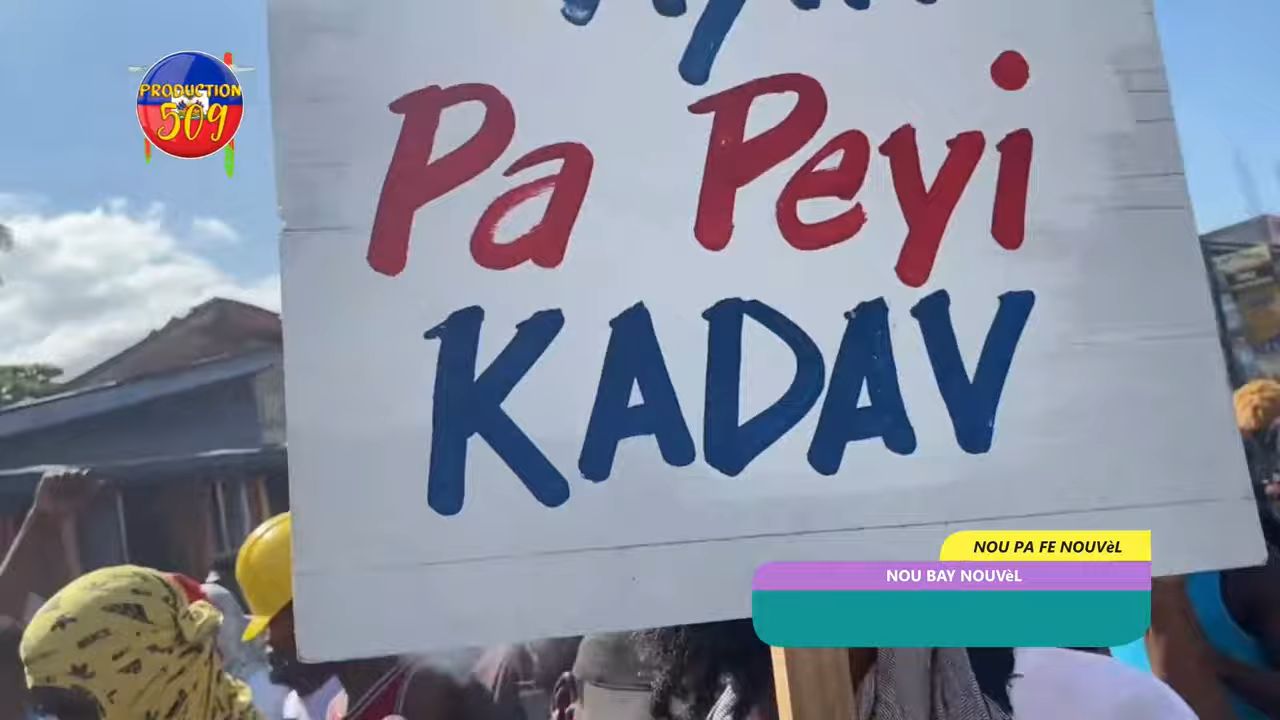 PRODUCTION
509
Pa Peyi
KADAV
NOU PA FE NOUVèL
NOU BAY NOUVèL